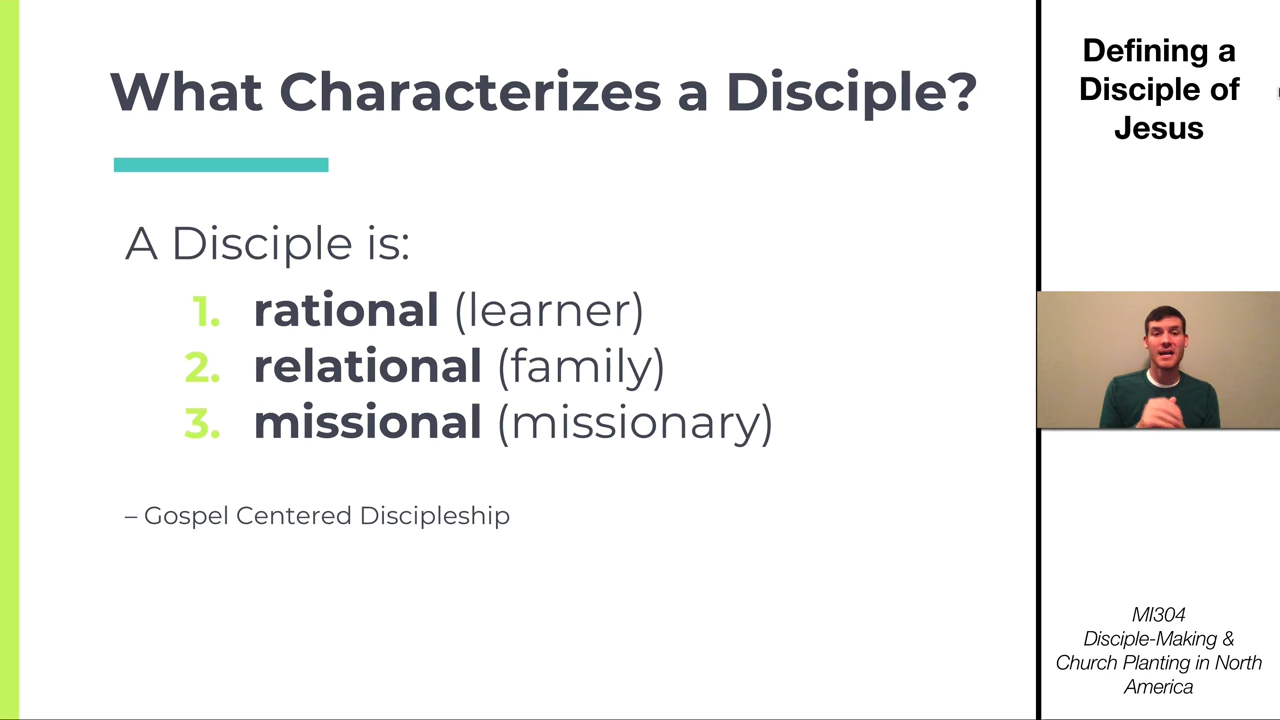 What Characterizes a Disciple?
A Disciple is:
1. rational (learner)
2. relational (family)
3. missional (missionary)
– Gospel Centered Discipleship
Defining a
Disciple of
Jesus
MI304
Disciple-Making &
Church Planting in North
America